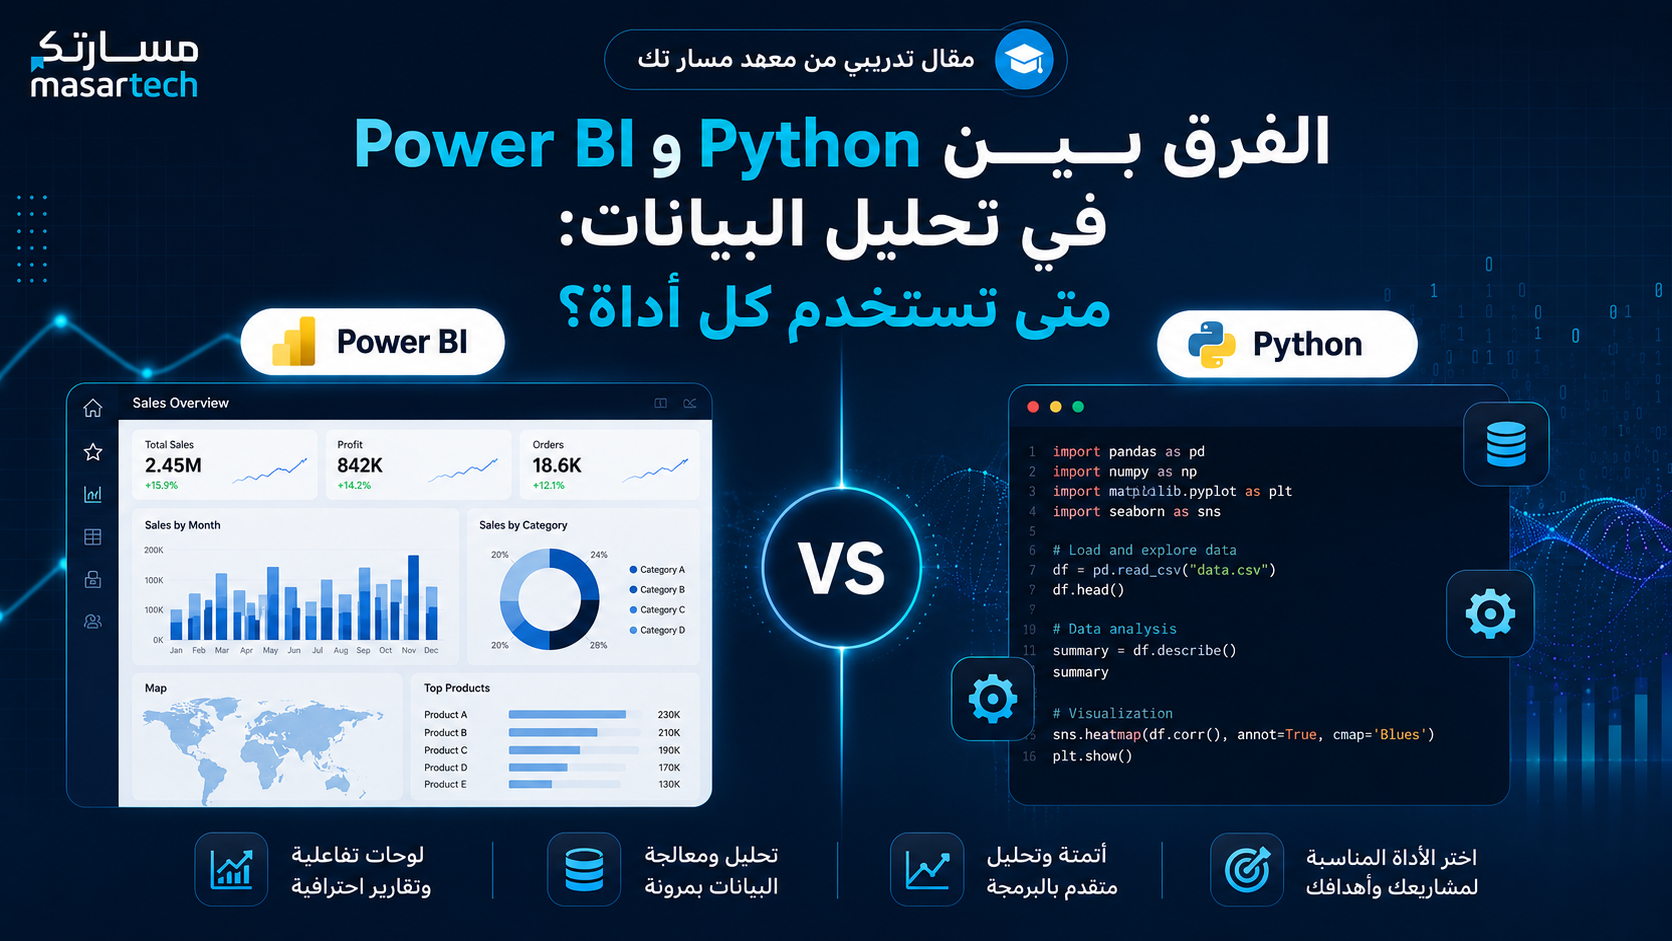 مسارتك
masartech
مقال تدريبي من معهد مسار تك
الفرق بين Python و Power BI
في تحليل البيانات:
متى تستخدم كل أداة؟
Power BI
Sales Overview
Total Sales
2.45M
+15.9%
Profit
842K
+14.2%
Orders
18.6K
+12.1%
Sales by Month
200K
100K
100K
0K
Jan Feb Mar Apr May Jun Jul Aug Sep Oct Nov Dec
Sales by Category
20% 24%
20% 28%
Category A
Category B
Category C
Category D
Map
Top Products
Product A 230K
Product B 210K
Product C 190K
Product D 170K
Product E 130K
VS
Python
1 import pandas as pd
2 import numpy as np
3 import .pyplot as plt
4 import seaborn as sns
5
6 # Load and explore data
7 df = pd.read_csv("data.csv")
7 df.head()
9
10 # Data analysis
11 summary = df.describe()
summary
# Visualization
sns.heatmap(df.corr(), annot=True, cmap='Blues')
16 plt.show()
اختر الأداة المناسبة
لمشاريعك وأهدافك
أتمتة وتحليل
متقدم بالبرمجة
تحليل ومعالجة
البيانات بمرونة
لوحات تفاعلية
وتقارير احترافية